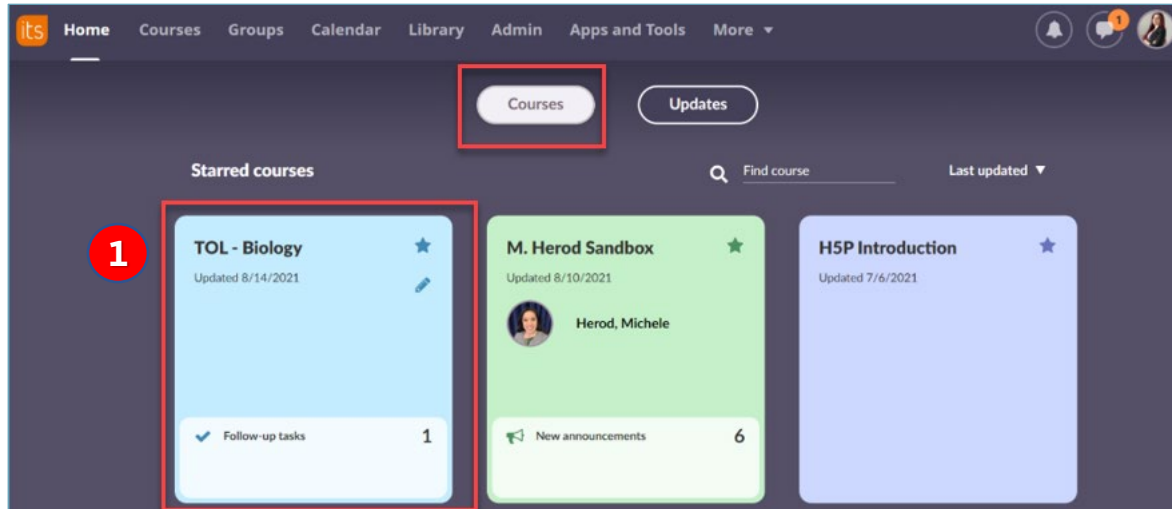 its Home Courses Groups Calendar Library Admin Apps and Tools More 1
Courses Updates
Starred courses Find course Last updated
1
TOL - Biology
Updated 8/14/2021
Follow-up tasks 1
M. Herod Sandbox
Updated 8/10/2021
Herod, Michele
New announcements 6
H5P Introduction
Updated 7/6/2021